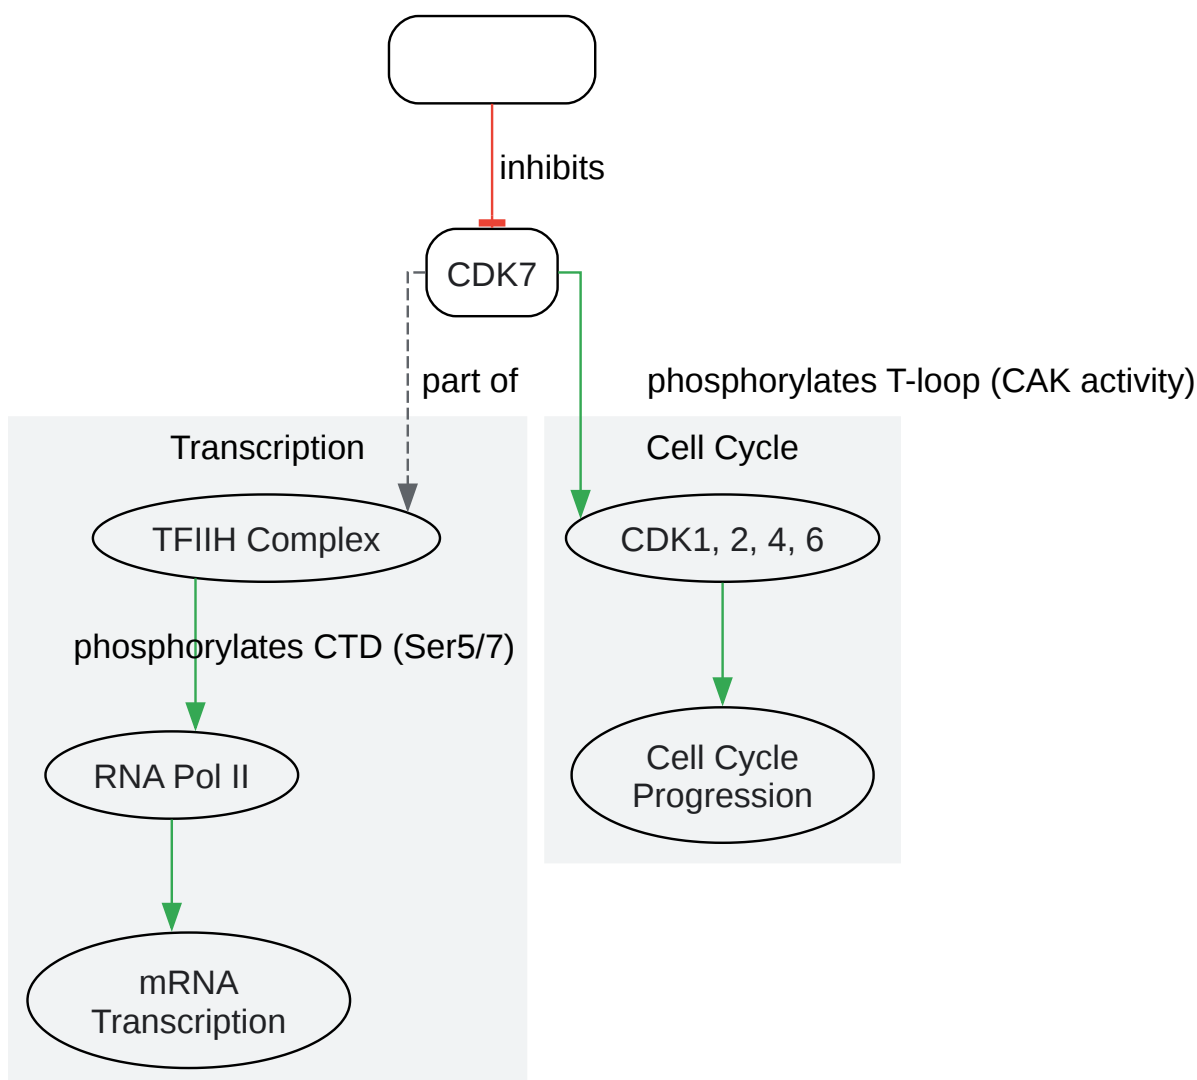 inhibits
CDK7
part of
phosphorylates T-loop (CAK activity)
Transcription
Cell Cycle
TFIIH Complex
CDK1, 2, 4, 6
phosphorylates CTD (Ser5/7)
RNA Pol II
Cell Cycle
Progression
mRNA
Transcription